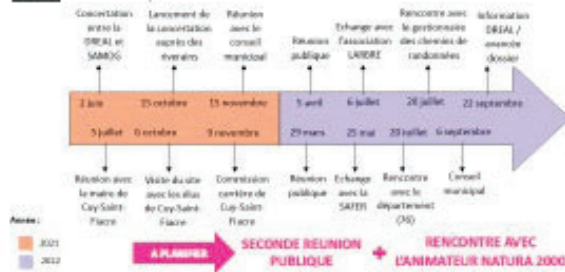 Concertation
entre la
DREAL et
SAMOG
Lancement de
la concertation
auprès des
riverains
Réunion
avec le
conseil
municipal
Réunion
publique
Echange avec
l'association
LARBRE
Rencontre avec
le gestionnaire
des chemins de
randonnées
Information
DREAL /
avancée
dossier
2 juin
15 octobre
15 novembre
5 avril
6 juillet
28 juillet
22 septembre
5 juillet
6 octobre
9 novembre
29 mars
25 mai
20 juillet
6 septembre
Réunion avec
la maire de
Cuy-Saint-
Fiacre
Visite du site
avec les élus
de Cuy-Saint-
Fiacre
Commission
carrière de
Cuy-Saint-
Fiacre
Réunion
publique
Echange
avec la
SAFER
Rencontre
avec le
département
(76)
Conseil
municipal
Année :
2021
2022
A PLANIFIER
SECONDE REUNION
PUBLIQUE
+
RENCONTRE AVEC
L'ANIMATEUR NATURA 2000